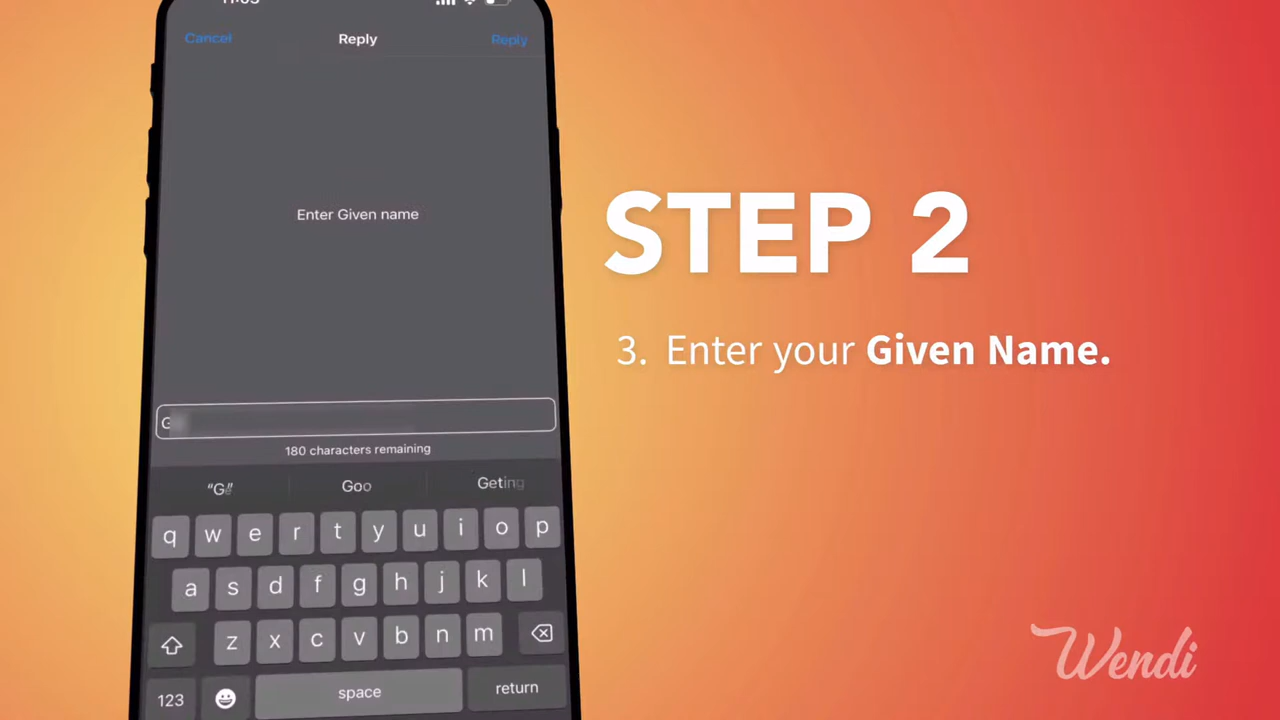 Cancel Reply Reply
Enter Given name
G
180 characters remaining
Goo
q w e r t y u i o p
a s d f g h j k l
z x c v b n m
123 space return
STEP 2
3. Enter your Given Name.
Wendi